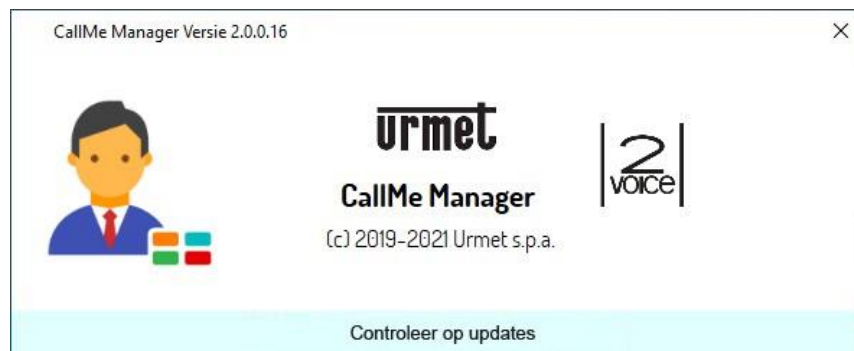 CallMe Manager Versie 2.0.0.16
urmet
2
VOICE
CallMe Manager
(c) 2019-2021 Urmet s.p.a.
Controleer op updates